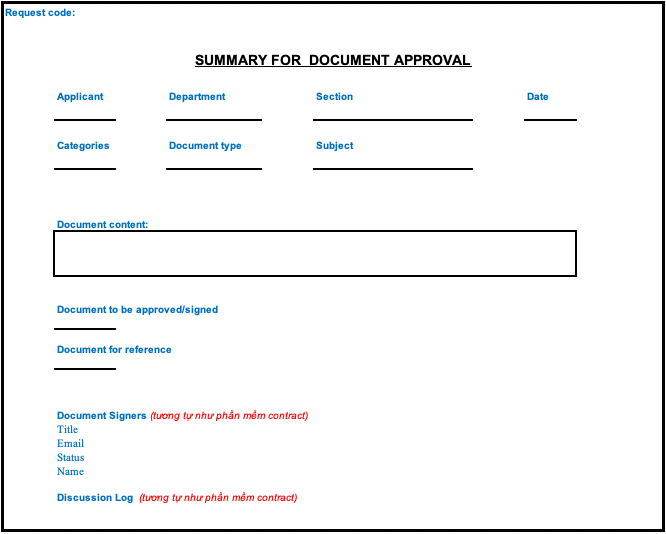 Request code:
SUMMARY FOR  DOCUMENT APPROVAL
Applicant Department Section Date
Categories Document type Subject
Document content:
Document to be approved/signed
Document for reference
Document Signers (tương tự như phần mềm contract)
Title
Email
Status
Name
Discussion Log  (tương tự như phần mềm contract)